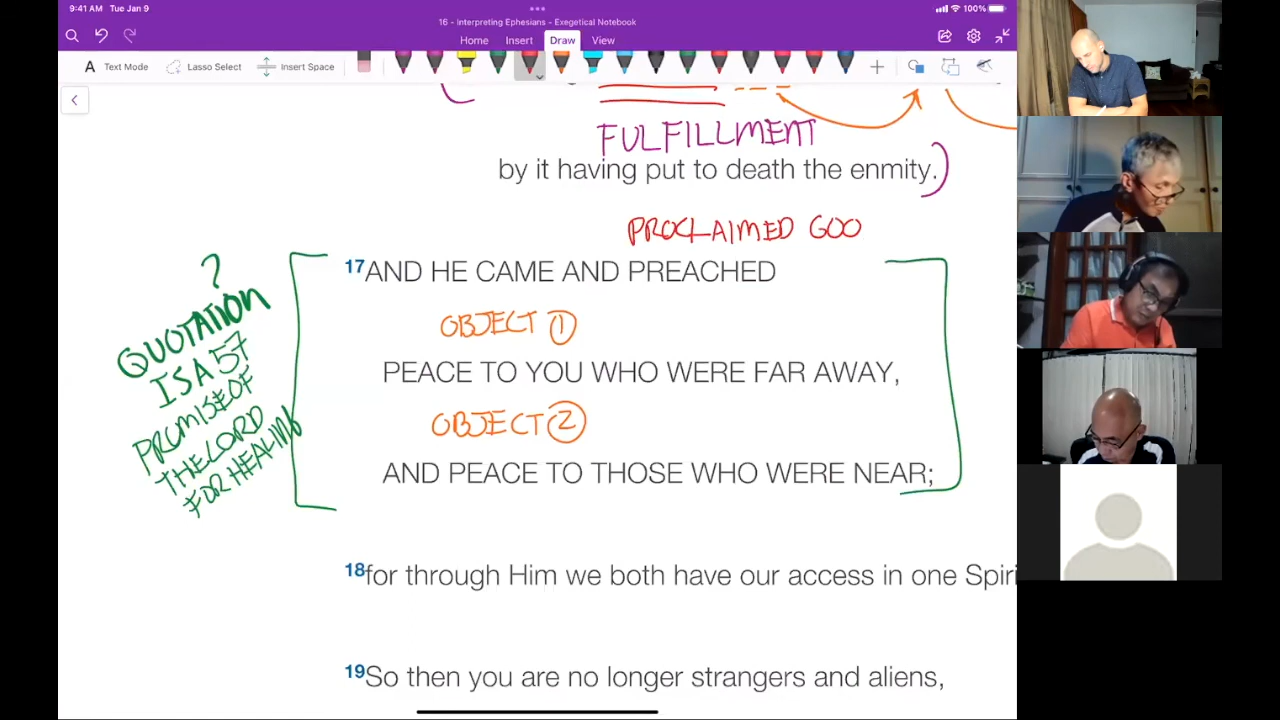 9:41 AM Tue Jan 9
100%
16 - Interpreting Ephesians - Exegetical Notebook
Home Insert Draw View
A Text Mode Lasso Select Insert Space
FULFILLMENT
by it having put to death the enmity.)
PROCLAIMED GOO
17AND HE CAME AND PREACHED
OBJECT 1
PEACE TO YOU WHO WERE FAR AWAY,
OBJECT 2
AND PEACE TO THOSE WHO WERE NEAR;
?
QUOTATION
ISA 57
PROMISE OF
THE LORD
FOR HEALING
18for through Him we both have our access in one Spiri
19So then you are no longer strangers and aliens,